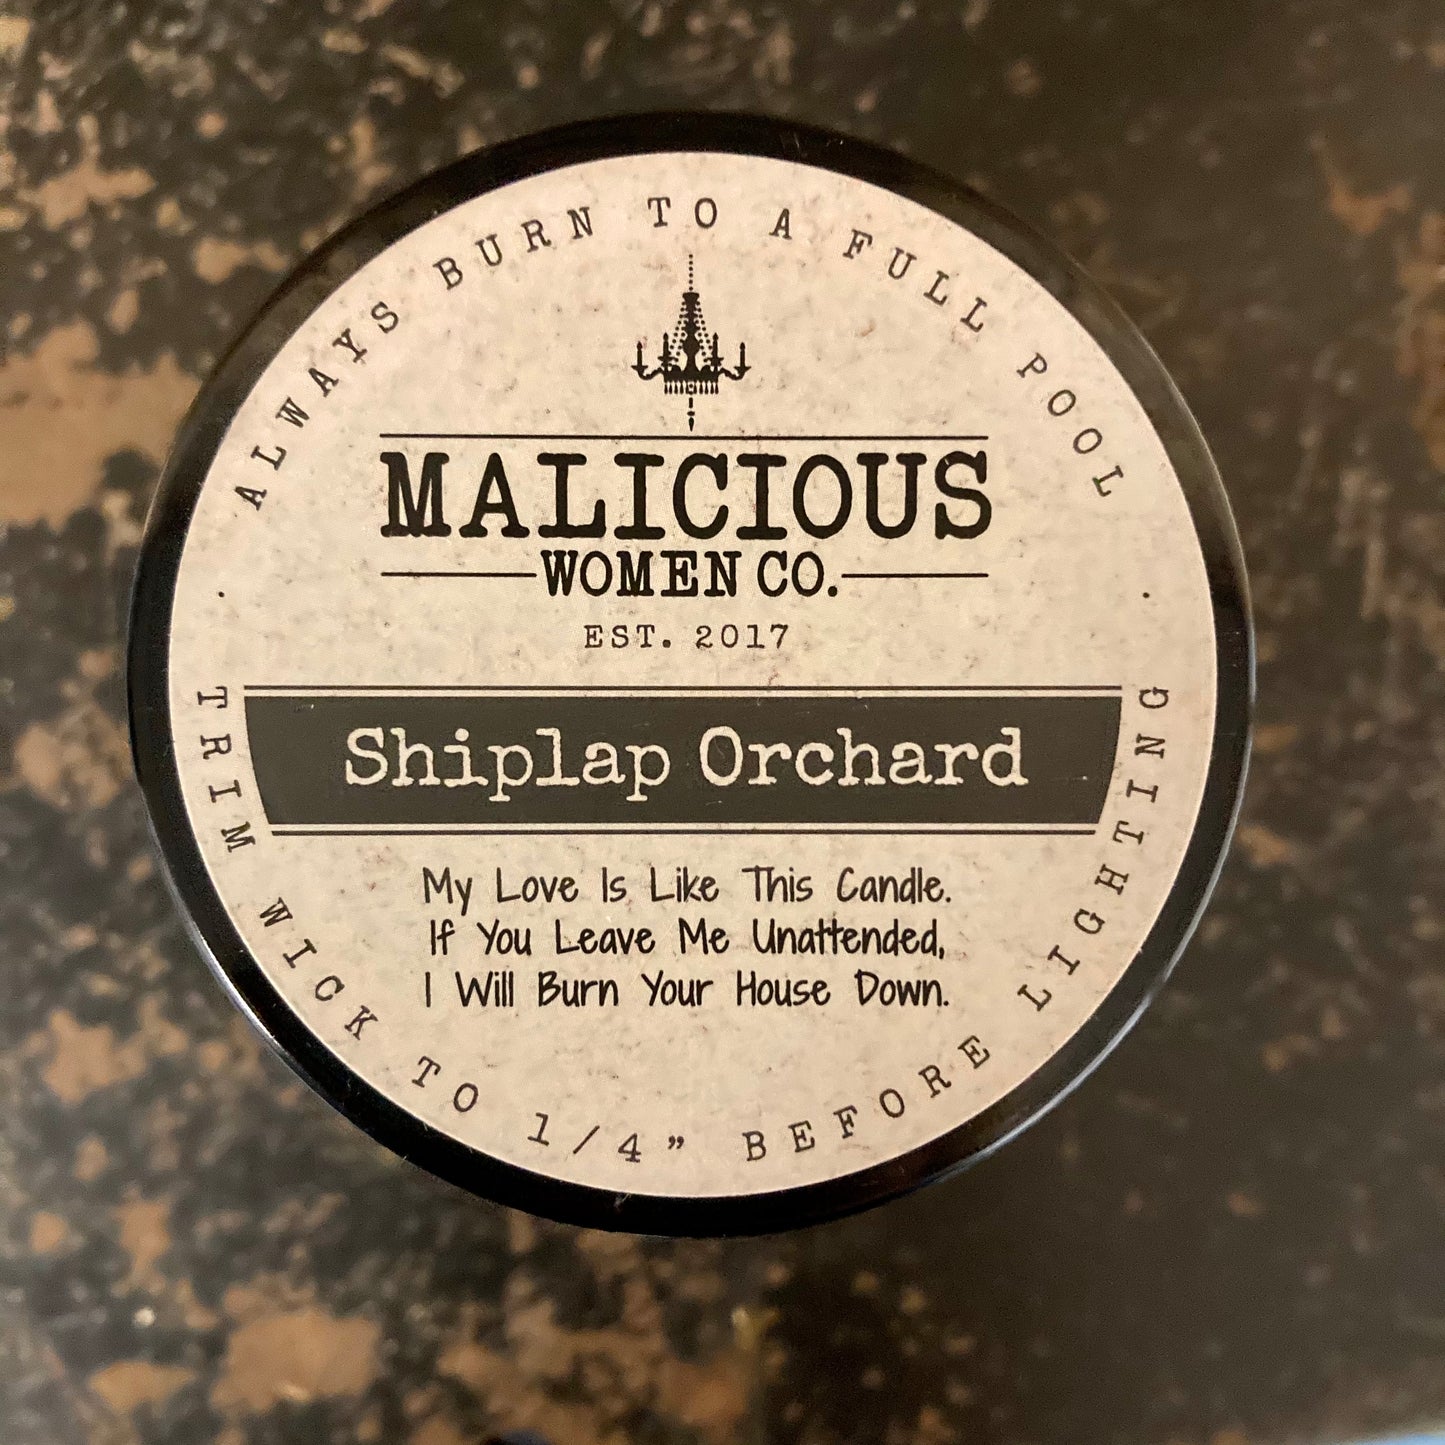 ALWAYS BURN TO A FULL POOL
MALICIOUS
WOMEN CO.
EST. 2017
Shiplap Orchard
My Love Is Like This Candle.
If You Leave Me Unattended,
I Will Burn Your House Down.
TRIM WICK TO 1/4” BEFORE LIGHTING